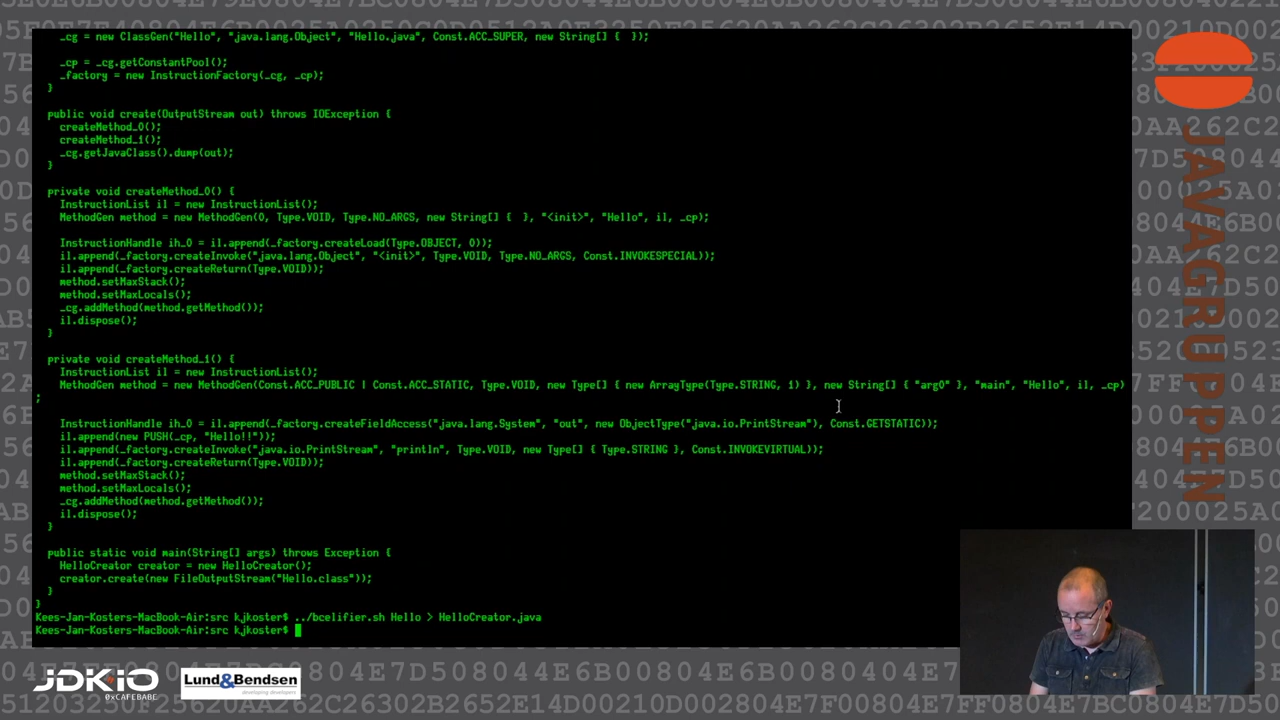 _cg = new ClassGen("Hello", "java.lang.Object", "Hello.java", Const.ACC_SUPER, new String[] {  });
_cp = _cg.getConstantPool();
_factory = new InstructionFactory(_cg, _cp);
}
public void create(OutputStream out) throws IOException {
createMethod_0();
createMethod_1();
_cg.getJavaClass().dump(out);
}
private void createMethod_0() {
InstructionList il = new InstructionList();
MethodGen method = new MethodGen(0, Type.VOID, Type.NO_ARGS, new String[] {  }, "<init>", "Hello", il, _cp);
InstructionHandle ih_0 = il.append(_factory.createLoad(Type.OBJECT, 0));
il.append(_factory.createInvoke("java.lang.Object", "<init>", Type.VOID, Type.NO_ARGS, Const.INVOKESPECIAL));
il.append(_factory.createReturn(Type.VOID));
method.setMaxStack();
method.setMaxLocals();
_cg.addMethod(method.getMethod());
il.dispose();
}
private void createMethod_1() {
InstructionList il = new InstructionList();
MethodGen method = new MethodGen(Const.ACC_PUBLIC | Const.ACC_STATIC, Type.VOID, new Type[] { new ArrayType(Type.STRING, 1) }, new String[] { "arg0" }, "main", "Hello", il, _cp)
;
InstructionHandle ih_0 = il.append(_factory.createFieldAccess("java.lang.System", "out", new ObjectType("java.io.PrintStream"), Const.GETSTATIC));
il.append(new PUSH(_cp, "Hello!!"));
il.append(_factory.createInvoke("java.io.PrintStream", "println", Type.VOID, new Type[] { Type.STRING }, Const.INVOKEVIRTUAL));
il.append(_factory.createReturn(Type.VOID));
method.setMaxStack();
method.setMaxLocals();
_cg.addMethod(method.getMethod());
il.dispose();
}
public static void main(String[] args) throws Exception {
HelloCreator creator = new HelloCreator();
creator.create(new FileOutputStream("Hello.class"));
}
}
Kees-Jan-Kosters-MacBook-Air:src kjkoster$ ../bcelifier.sh Hello > HelloCreator.java
Kees-Jan-Kosters-MacBook-Air:src kjkoster$
JAVAGRUPPEN
JDK.IO
0xCAFEBABE
Lund&Bendsen
developing developers